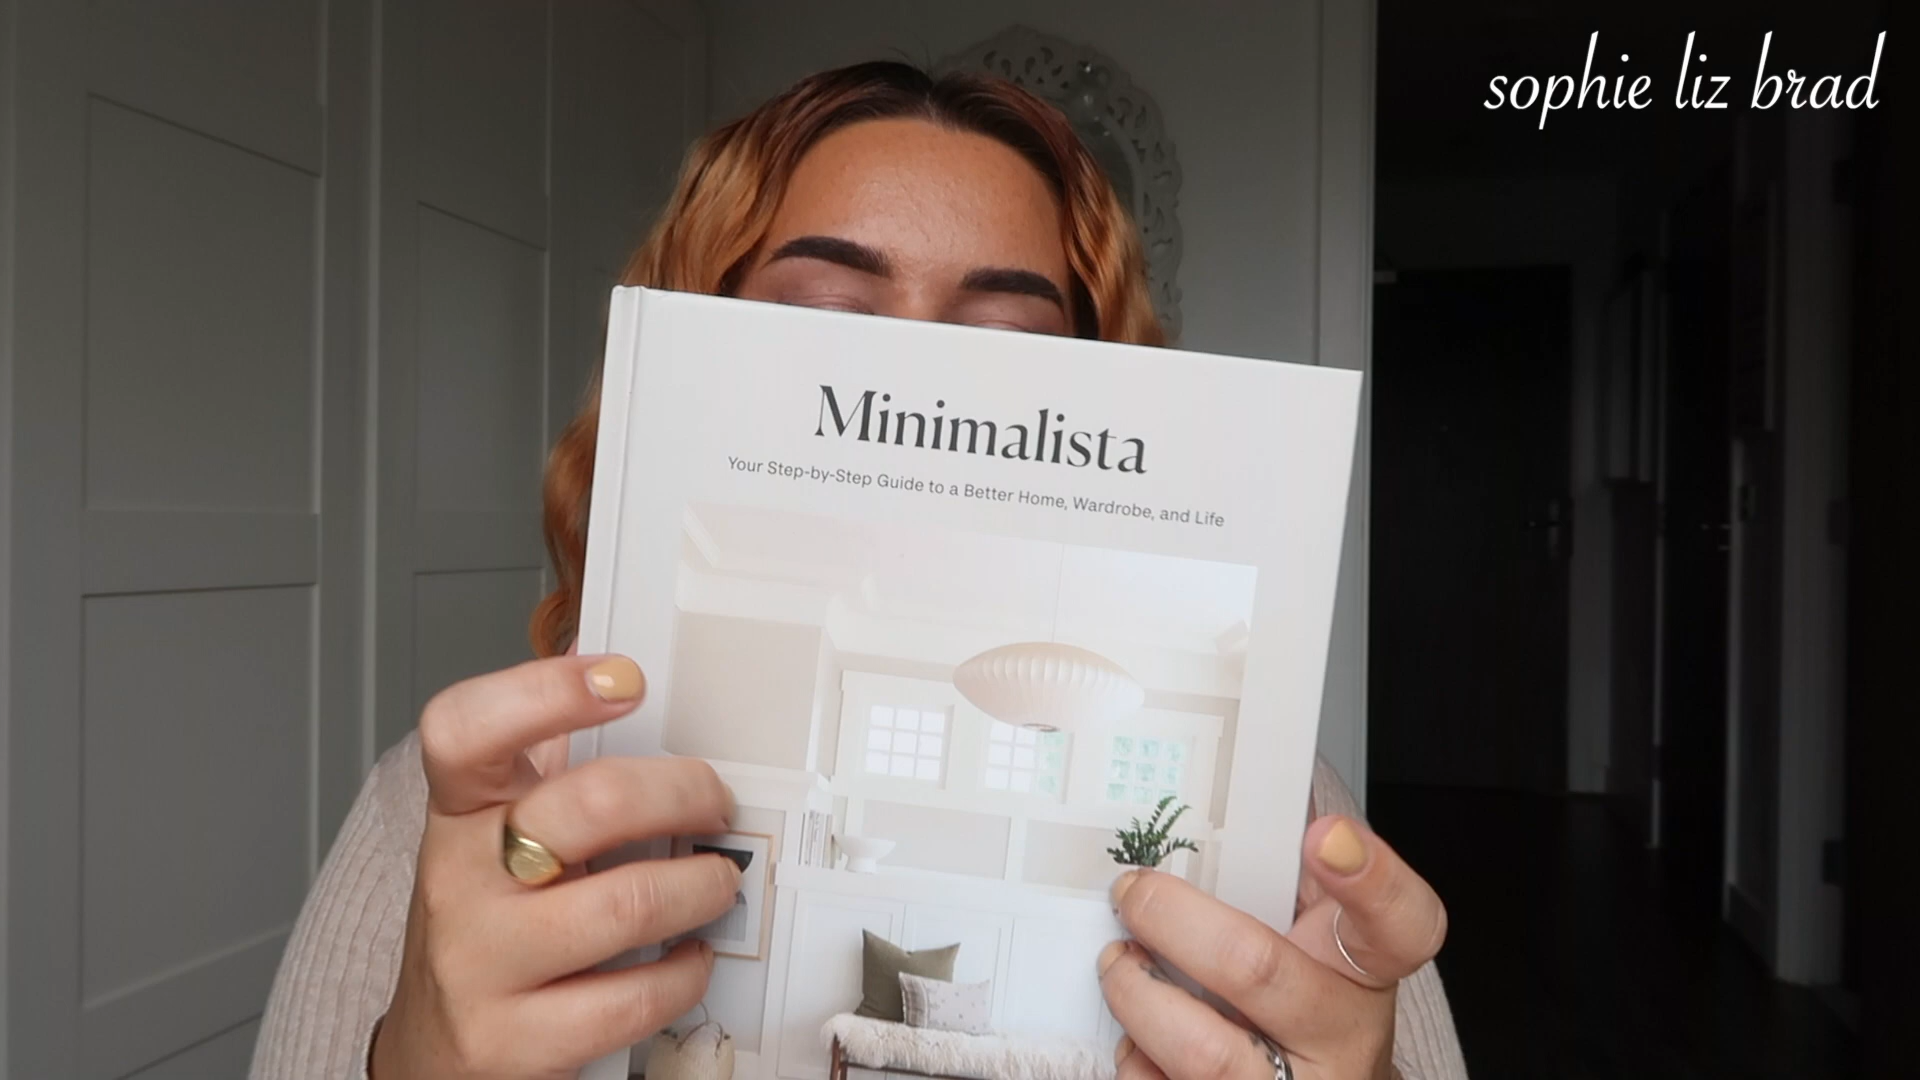 sophie liz brad
Minimalista
Your Step-by-Step Guide to a Better Home, Wardrobe, and Life